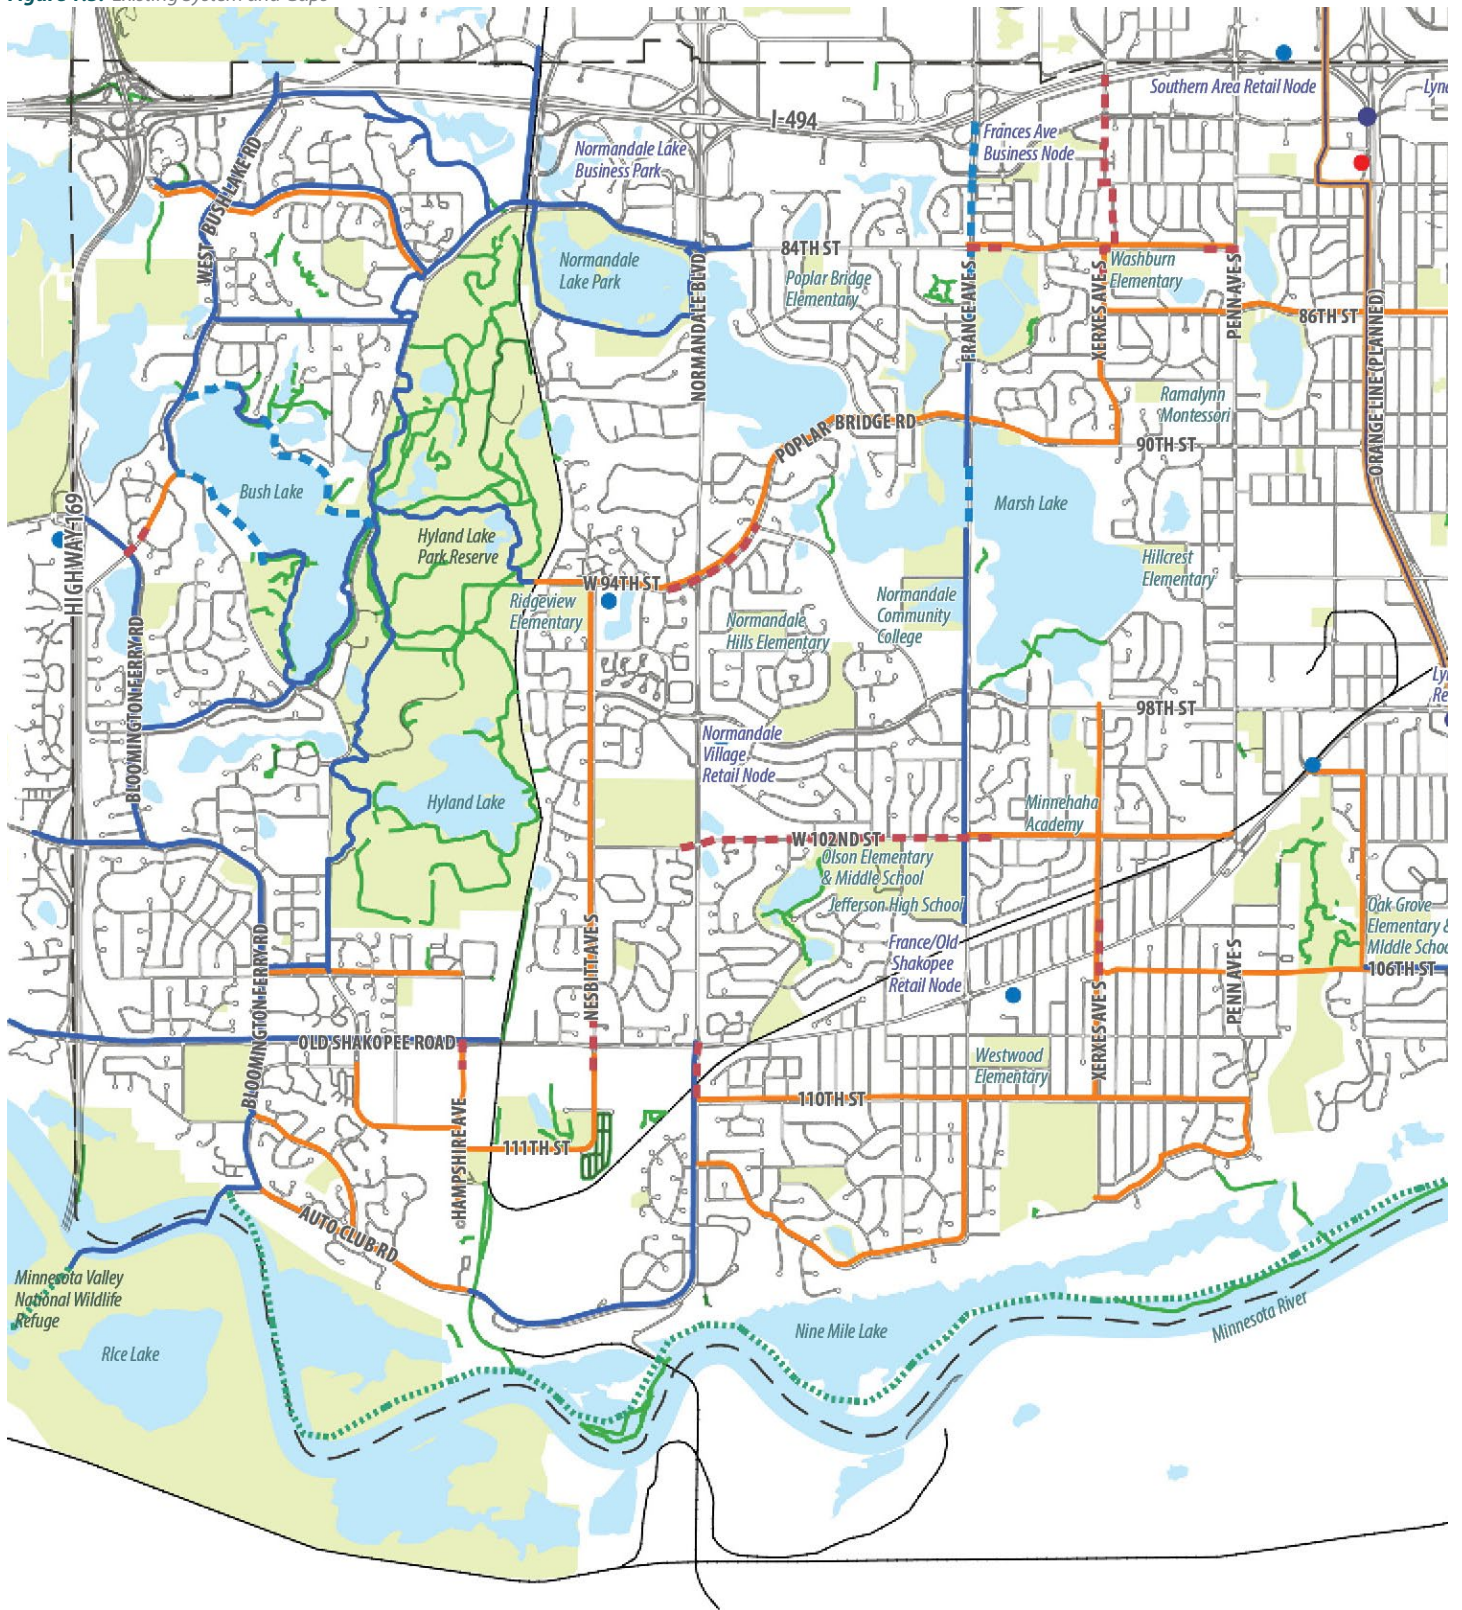 Existing System and Gaps
Southern Area Retail Node
I-494
Frances Ave
Business Node
Normandale Lake
Business Park
WEST BUSH LAKE RD
84TH ST
Normandale
Lake Park
NORMANDALE BLVD
Poplar Bridge
Elementary
FRANCE AVE S
XERXES AVE S
Washburn
Elementary
PENN AVE S
86TH ST
ORANGE LINE (PLANNED)
Ramalynn
Montessori
POPLAR BRIDGE RD
90TH ST
Bush Lake
Marsh Lake
HIGHWAY-169
Hyland Lake
Park Reserve
Hillcrest
Elementary
W 94TH ST
Ridgeview
Elementary
Normandale
Community
College
Normandale
Hills Elementary
BLOOMINGTON FERRY RD
98TH ST
Normandale
Village
Retail Node
Hyland Lake
Minnehaha
Academy
W 102ND ST
Olson Elementary
& Middle School
Jefferson High School
Oak Grove
Elementary &
MIddle Schoo
France/Old
Shakopee
Retail Node
BLOOMINGTON FERRY RD
NESBITT AVE S
PENN AVE S
106TH ST
XERXES AVE S
OLD SHAKOPEE ROAD
Westwood
Elementary
110TH ST
HAMPSHIRE AVE
111TH ST
AUTO CLUB RD
Minnesota Valley
National Wildlife
Refuge
RIce Lake
Nine Mile Lake
Minnesota River